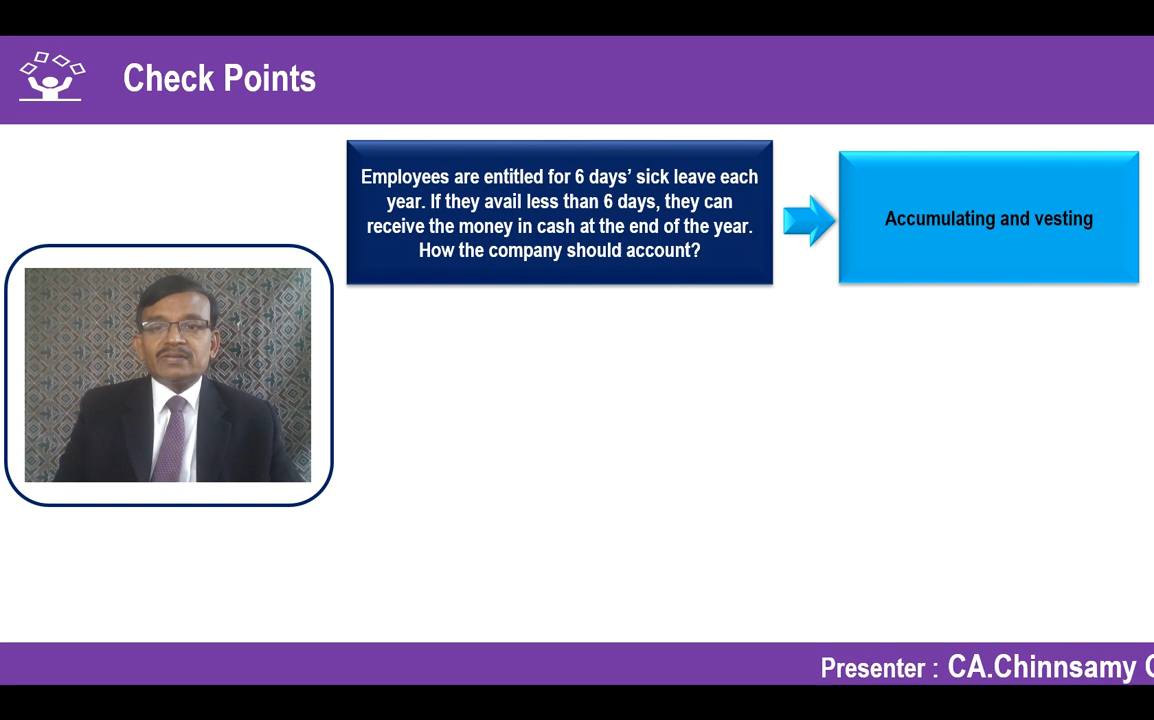 Check Points
Employees are entitled for 6 days’ sick leave each
year. If they avail less than 6 days, they can
receive the money in cash at the end of the year.
How the company should account?
Accumulating and vesting
Presenter : CA.Chinnsamy